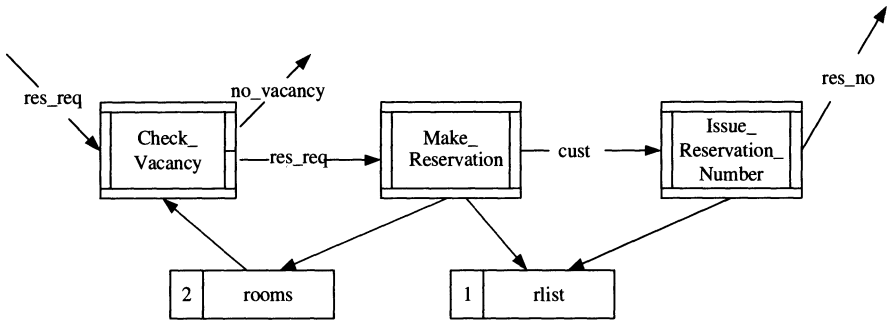 res_no
no_vacancy
res_req
Check_
Vacancy
res_req
Make_
Reservation
cust
Issue_
Reservation_
Number
2
rooms
1
rlist